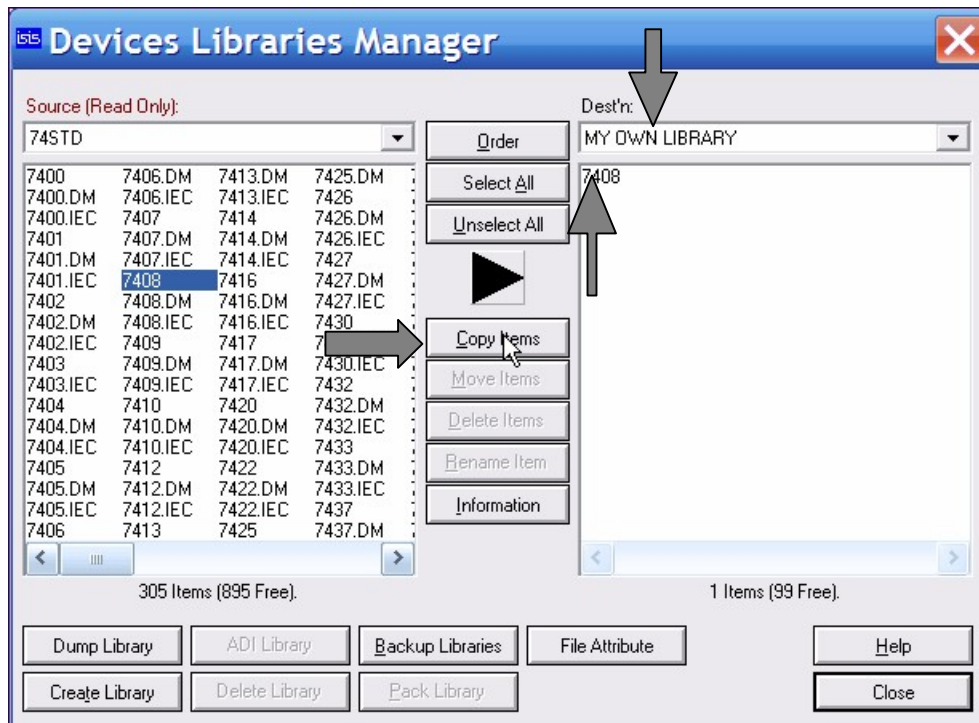 isis Devices Libraries Manager
Source (Read Only):
74STD
7400 7406.DM 7413.DM 7425.DM
7400.DM 7406.IEC 7413.IEC 7426
7400.IEC 7407 7414 7426.DM
7401 7407.DM 7414.DM 7426.IEC
7401.DM 7407.IEC 7414.IEC 7427
7401.IEC 7408 7416 7427.DM
7402 7408.DM 7416.DM 7427.IEC
7402.DM 7408.IEC 7416.IEC 7430
7402.IEC 7409 7417
7403 7409.DM 7417.DM 7430.IEC
7403.IEC 7409.IEC 7417.IEC 7432
7404 7410 7420 7432.DM
7404.DM 7410.DM 7420.DM 7432.IEC
7404.IEC 7410.IEC 7420.IEC 7433
7405 7412 7422 7433.DM
7405.DM 7412.DM 7422.DM 7433.IEC
7405.IEC 7412.IEC 7422.IEC 7437
7406 7413 7425 7437.DM
305 Items (895 Free).
Order
Select All
Unselect All
Copy Items
Move Items
Delete Items
Rename Item
Information
Dest'n:
MY OWN LIBRARY
7408
1 Items (99 Free).
Dump Library ADI Library Backup Libraries File Attribute Help
Create Library Delete Library Pack Library Close